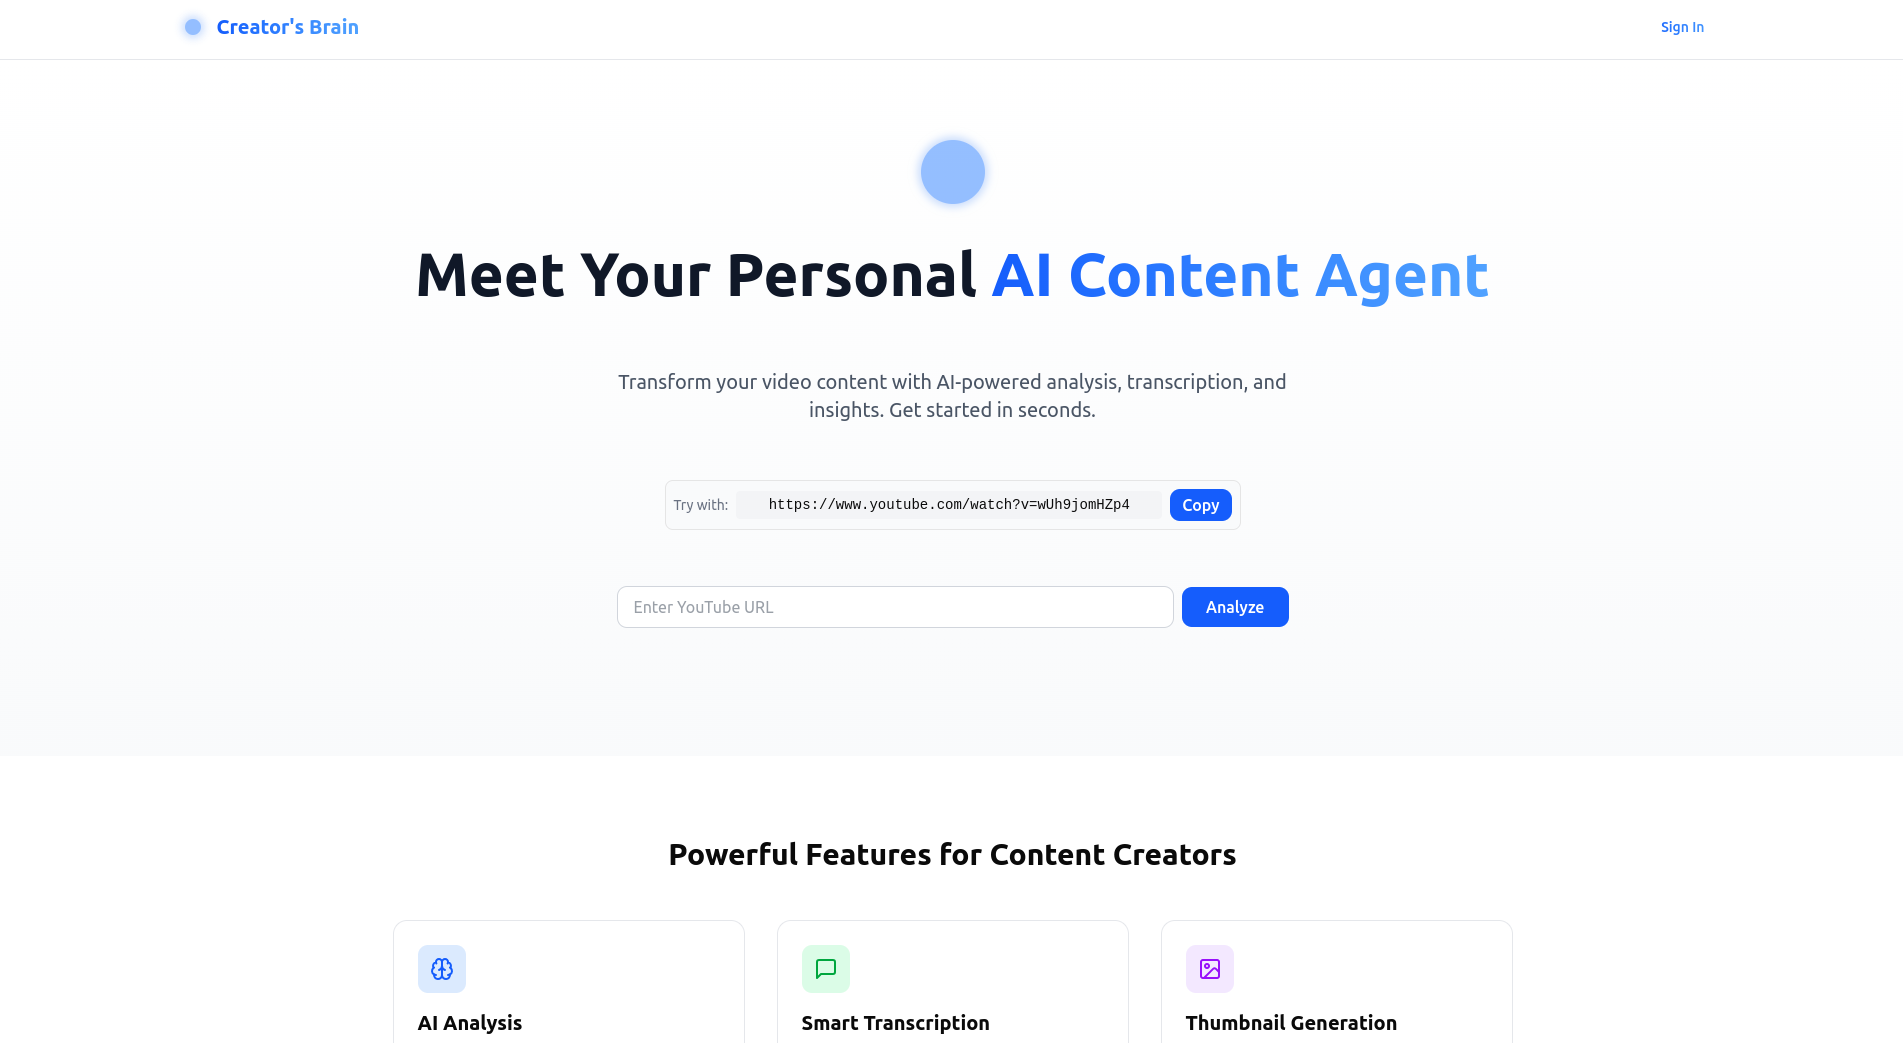 Creator's Brain
Sign In
Meet Your Personal AI Content Agent
Transform your video content with AI-powered analysis, transcription, and
insights. Get started in seconds.
Try with: https://www.youtube.com/watch?v=wUh9jomHZp4 Copy
Enter YouTube URL
Analyze
Powerful Features for Content Creators
AI Analysis
Smart Transcription
Thumbnail Generation